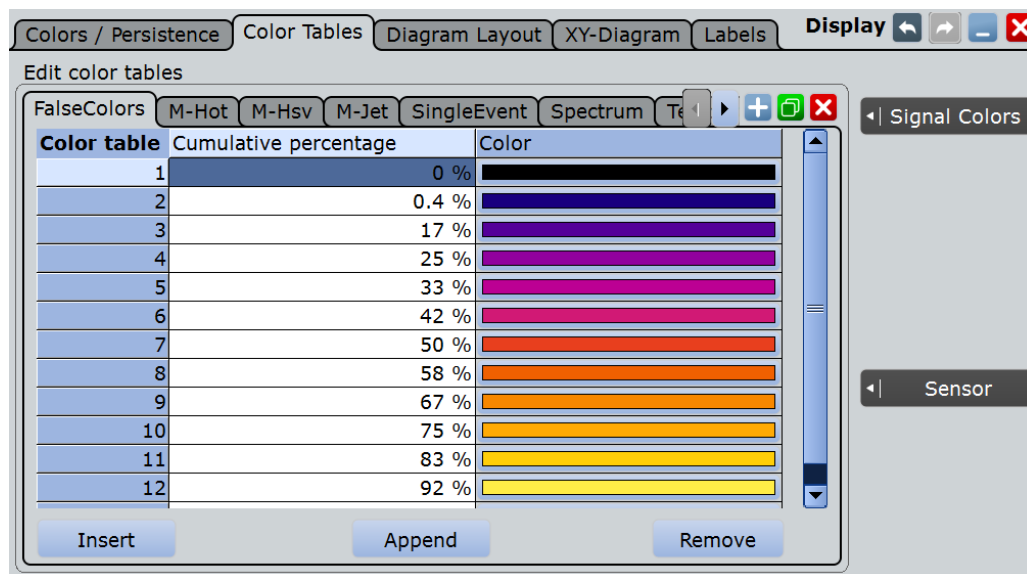 Colors / Persistence Color Tables Diagram Layout XY-Diagram Labels Display
Edit color tables
FalseColors M-Hot M-Hsv M-Jet SingleEvent Spectrum
Signal Colors
Color table Cumulative percentage Color
1 0 %
2 0.4 %
3 17 %
4 25 %
5 33 %
6 42 %
7 50 %
8 58 %
Sensor
9 67 %
10 75 %
11 83 %
12 92 %
Insert Append Remove